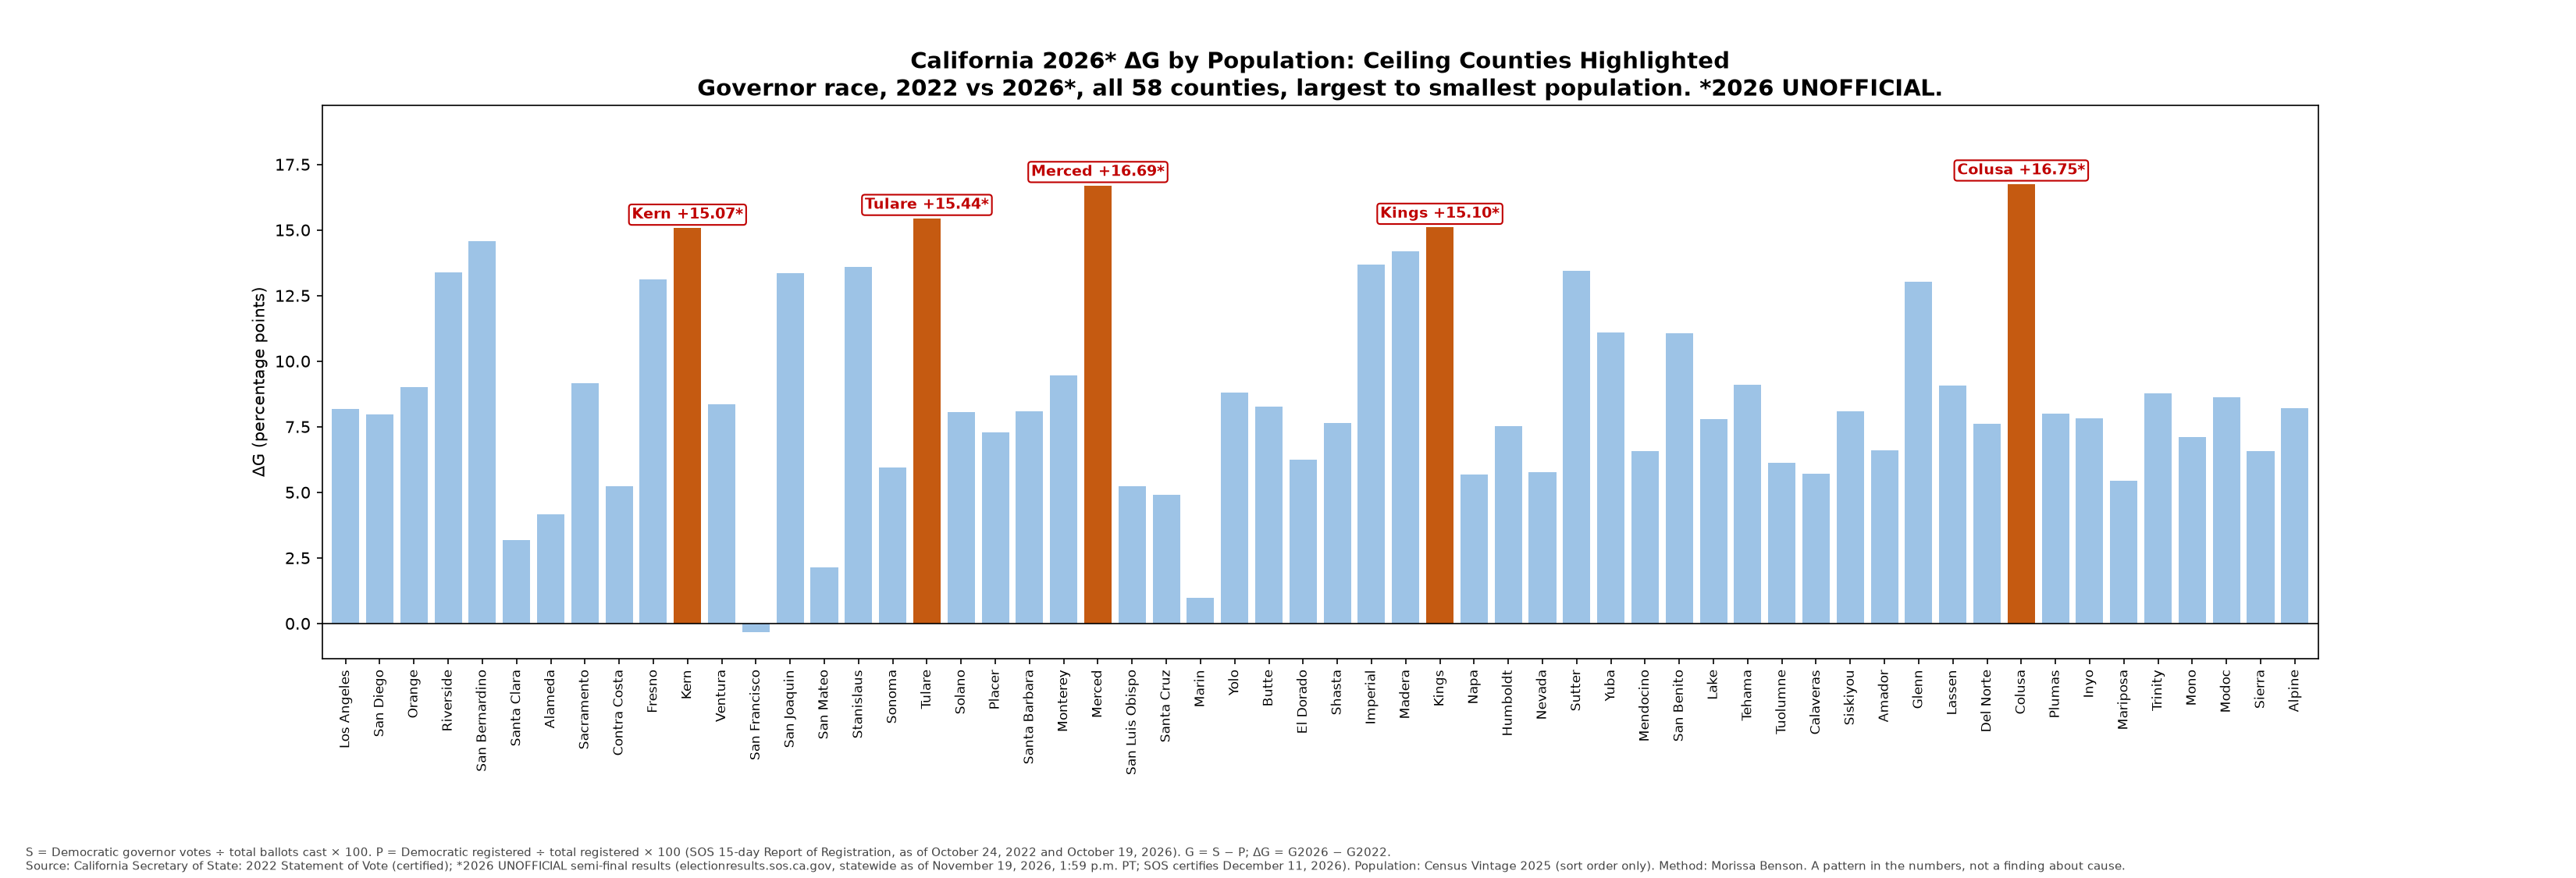 California 2026* ΔG by Population: Ceiling Counties Highlighted
Governor race, 2022 vs 2026*, all 58 counties, largest to smallest population. *2026 UNOFFICIAL.
ΔG (percentage points)
17.5
15.0
12.5
10.0
7.5
5.0
2.5
0.0
Kern +15.07*
Tulare +15.44*
Merced +16.69*
Kings +15.10*
Colusa +16.75*
Los Angeles
San Diego
Orange
Riverside
San Bernardino
Santa Clara
Alameda
Sacramento
Contra Costa
Fresno
Kern
Ventura
San Francisco
San Joaquin
San Mateo
Stanislaus
Sonoma
Tulare
Solano
Placer
Santa Barbara
Monterey
Merced
San Luis Obispo
Santa Cruz
Marin
Yolo
Butte
El Dorado
Shasta
Imperial
Madera
Kings
Napa
Humboldt
Nevada
Sutter
Yuba
Mendocino
San Benito
Lake
Tehama
Tuolumne
Calaveras
Siskiyou
Amador
Glenn
Lassen
Del Norte
Colusa
Plumas
Inyo
Mariposa
Trinity
Mono
Modoc
Sierra
Alpine
S = Democratic governor votes ÷ total ballots cast × 100. P = Democratic registered ÷ total registered × 100 (SOS 15-day Report of Registration, as of October 24, 2022 and October 19, 2026). G = S − P; ΔG = G2026 − G2022.
Source: California Secretary of State: 2022 Statement of Vote (certified); *2026 UNOFFICIAL semi-final results (electionresults.sos.ca.gov, statewide as of November 19, 2026, 1:59 p.m. PT; SOS certifies December 11, 2026). Population: Census Vintage 2025 (sort order only). Method: Morissa Benson. A pattern in the numbers, not a finding about cause.